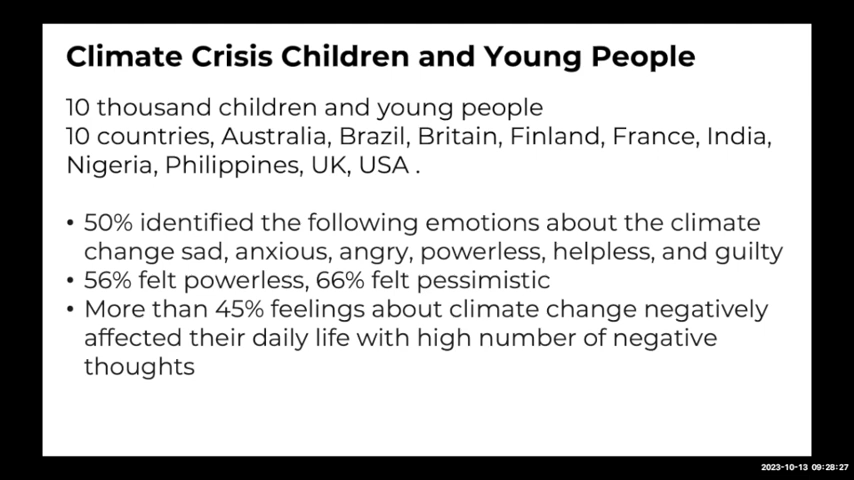 Climate Crisis Children and Young People
10 thousand children and young people
10 countries, Australia, Brazil, Britain, Finland, France, India,
Nigeria, Philippines, UK, USA .
• 50% identified the following emotions about the climate
change sad, anxious, angry, powerless, helpless, and guilty
• 56% felt powerless, 66% felt pessimistic
• More than 45% feelings about climate change negatively
affected their daily life with high number of negative
thoughts
2023-10-13 09:28:27